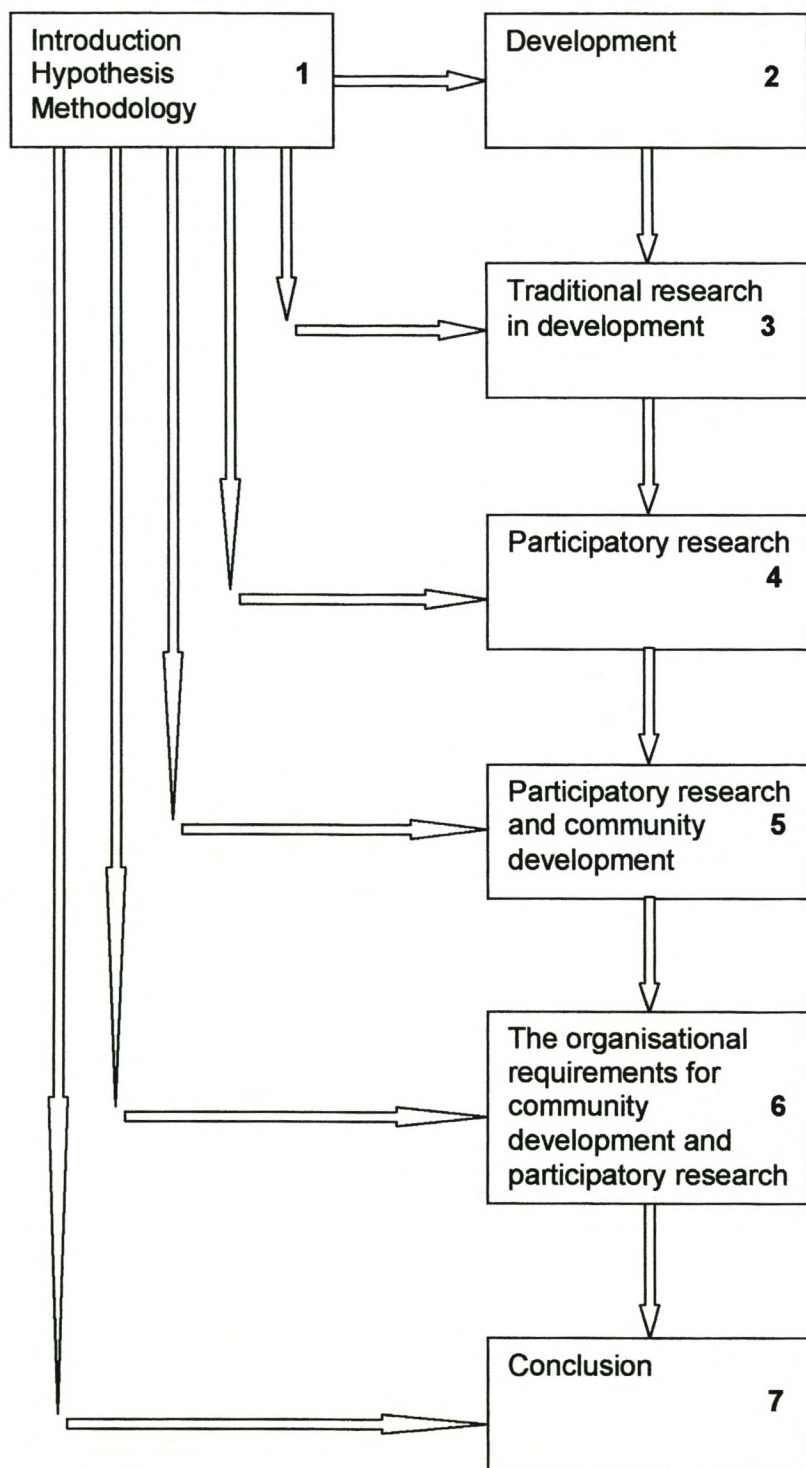 Introduction
Hypothesis 1
Methodology
Development
2
Traditional research
in development 3
Participatory research
4
Participatory research
and community 5
development
The organisational
requirements for
community 6
development and
participatory research
Conclusion
7